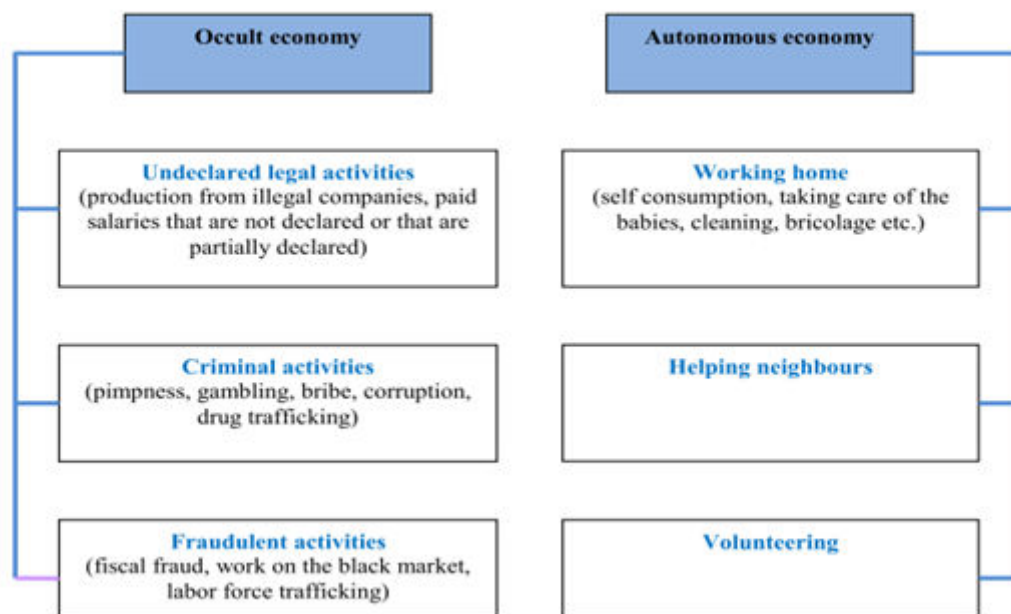 Occult economy
Undeclared legal activities
(production from illegal companies, paid
salaries that are not declared or that are
partially declared)
Criminal activities
(pimpness, gambling, bribe, corruption,
drug trafficking)
Fraudulent activities
(fiscal fraud, work on the black market,
labor force trafficking)
Autonomous economy
Working home
(self consumption, taking care of the
babies, cleaning, bricolage etc.)
Helping neighbours
Volunteering